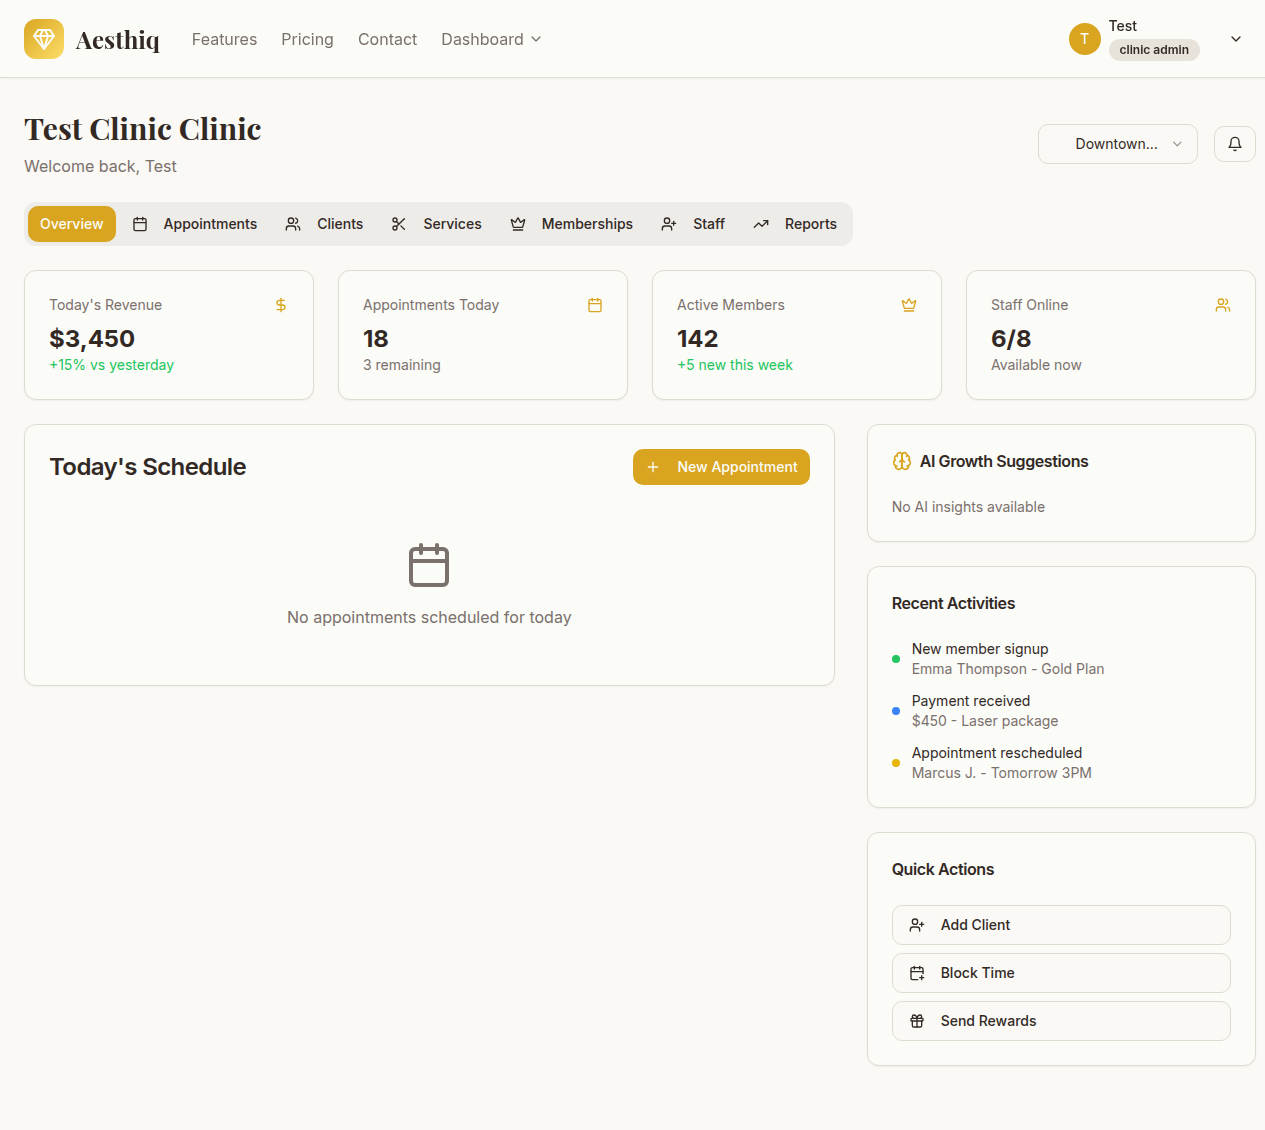 Aesthiq
Features
Pricing
Contact
Dashboard
T
Test
clinic admin
Test Clinic Clinic
Welcome back, Test
Downtown...
Overview
Appointments
Clients
Services
Memberships
Staff
Reports
Today's Revenue
$3,450
+15% vs yesterday
Appointments Today
18
3 remaining
Active Members
142
+5 new this week
Staff Online
6/8
Available now
Today's Schedule
New Appointment
No appointments scheduled for today
AI Growth Suggestions
No AI insights available
Recent Activities
New member signup
Emma Thompson - Gold Plan
Payment received
$450 - Laser package
Appointment rescheduled
Marcus J. - Tomorrow 3PM
Quick Actions
Add Client
Block Time
Send Rewards